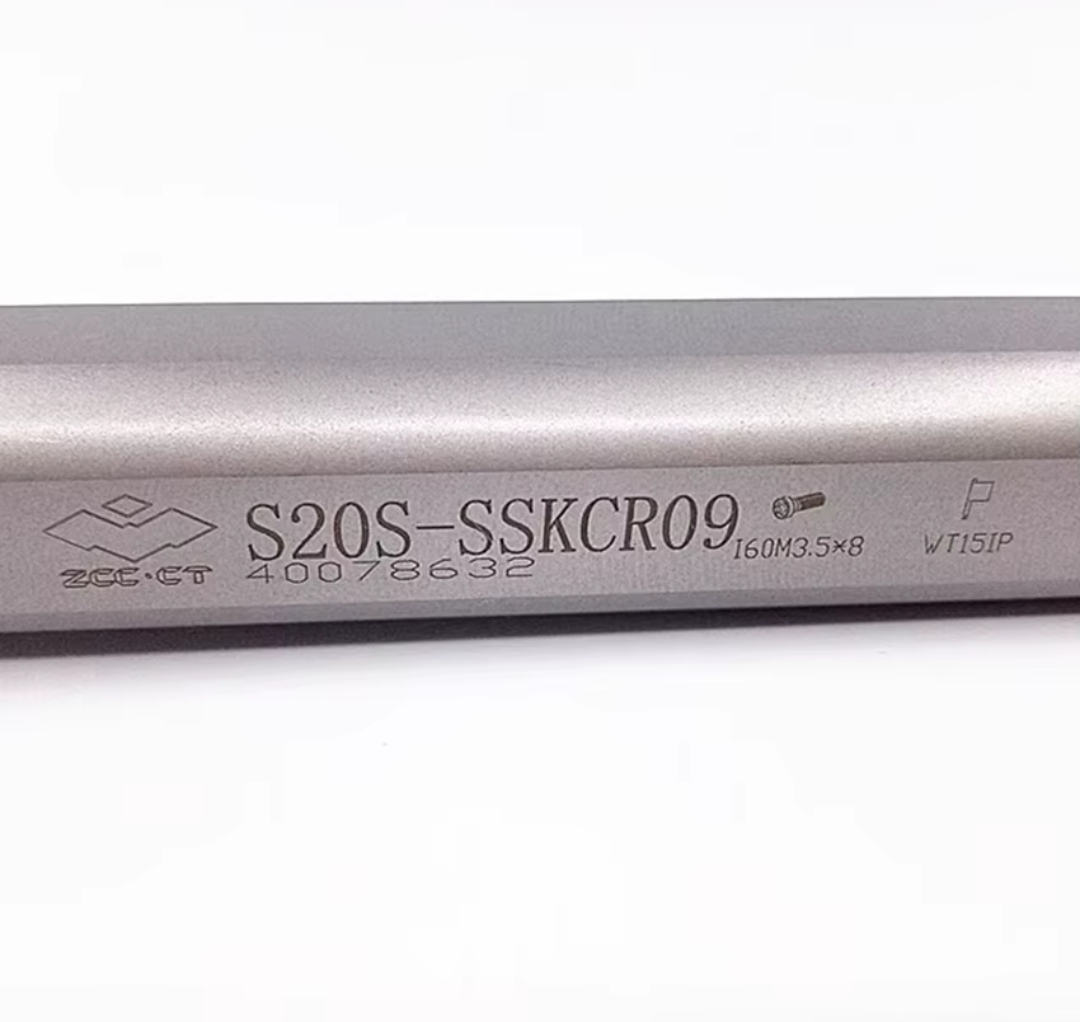 S20S-SSKCR09 I60M3.5×8 WT15IP
ZCC·CT 40078632